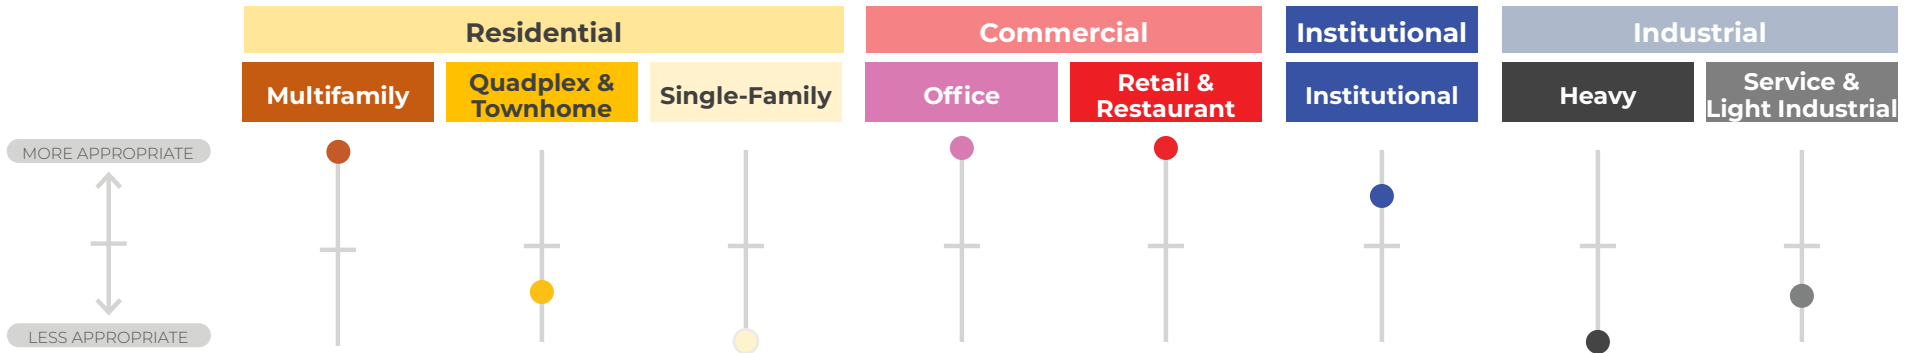 Residential
Commercial
Institutional
Industrial
Multifamily
Quadplex &
Townhome
Single-Family
Office
Retail &
Restaurant
Institutional
Heavy
Service &
Light Industrial
MORE APPROPRIATE
LESS APPROPRIATE